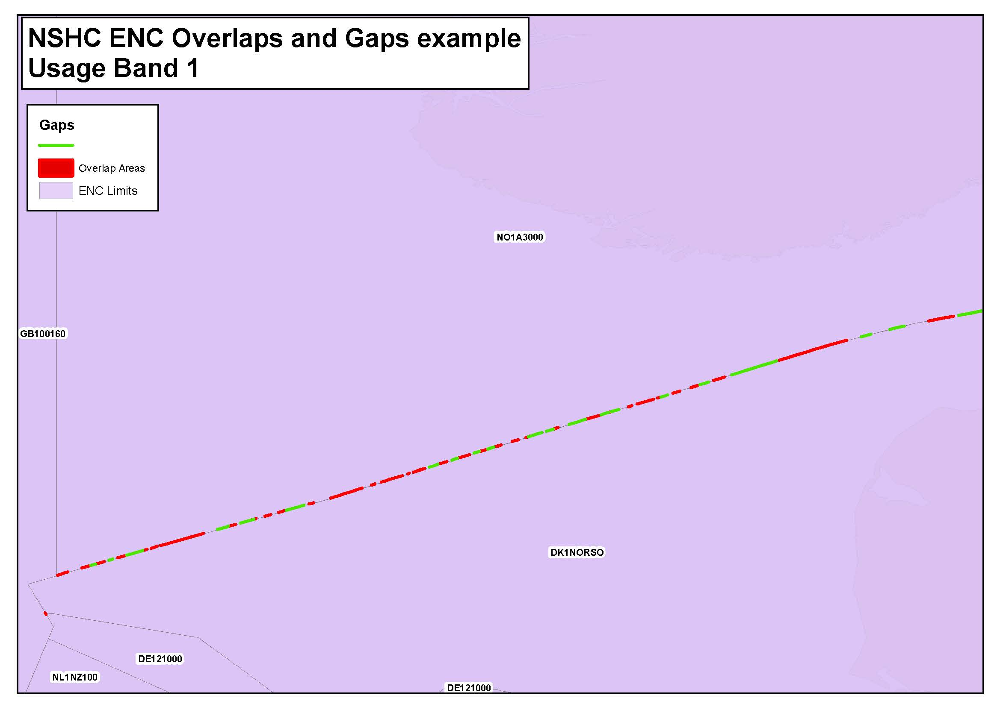 NSHC ENC Overlaps and Gaps example
Usage Band 1
Gaps
Overlap Areas
ENC Limits
NO1A3000
GB100160
DK1NORSO
DE121000
NL1NZ100
DE121000